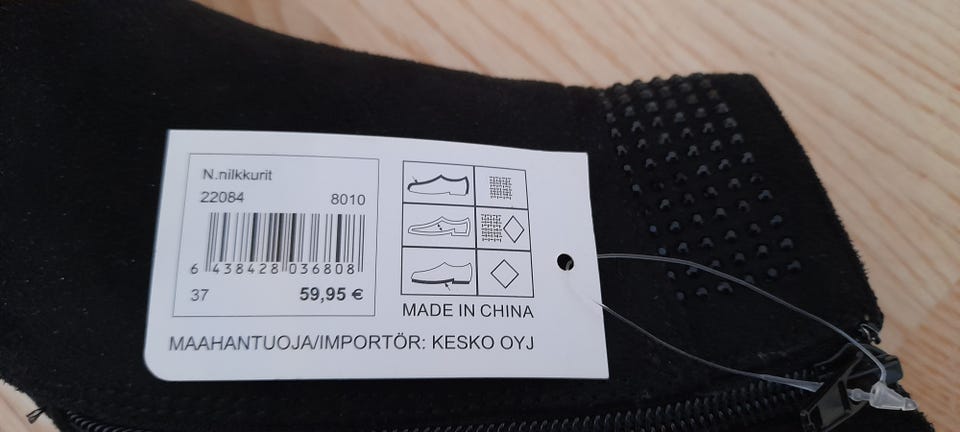 N.nilkkurit
22084 8010
6 438428 036808
37 59,95 €
MADE IN CHINA
MAAHANTUOJA/IMPORTÖR: KESKO OYJ